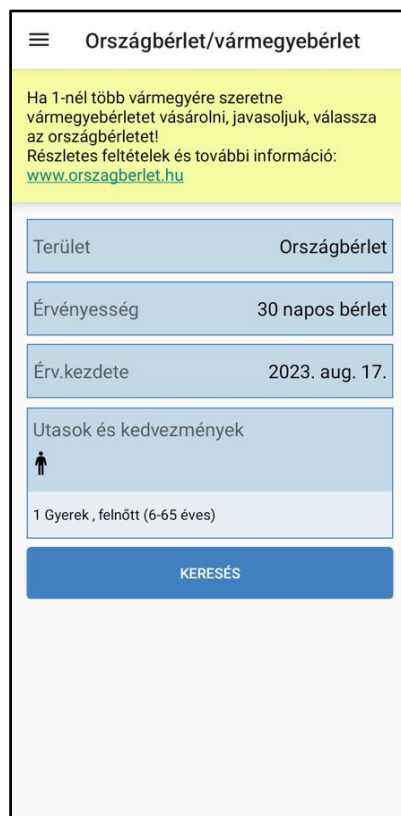 Országbérlet/vármegyebérlet
Ha 1-nél több vármegyére szeretne
vármegyebérletet vásárolni, javasoljuk, válassza
az országbérletet!
Részletes feltételek és további információ:
www.orszagberlet.hu
Terület Országbérlet
Érvényesség 30 napos bérlet
Érv.kezdete 2023. aug. 17.
Utasok és kedvezmények
1 Gyerek , felnőtt (6-65 éves)
KERESÉS